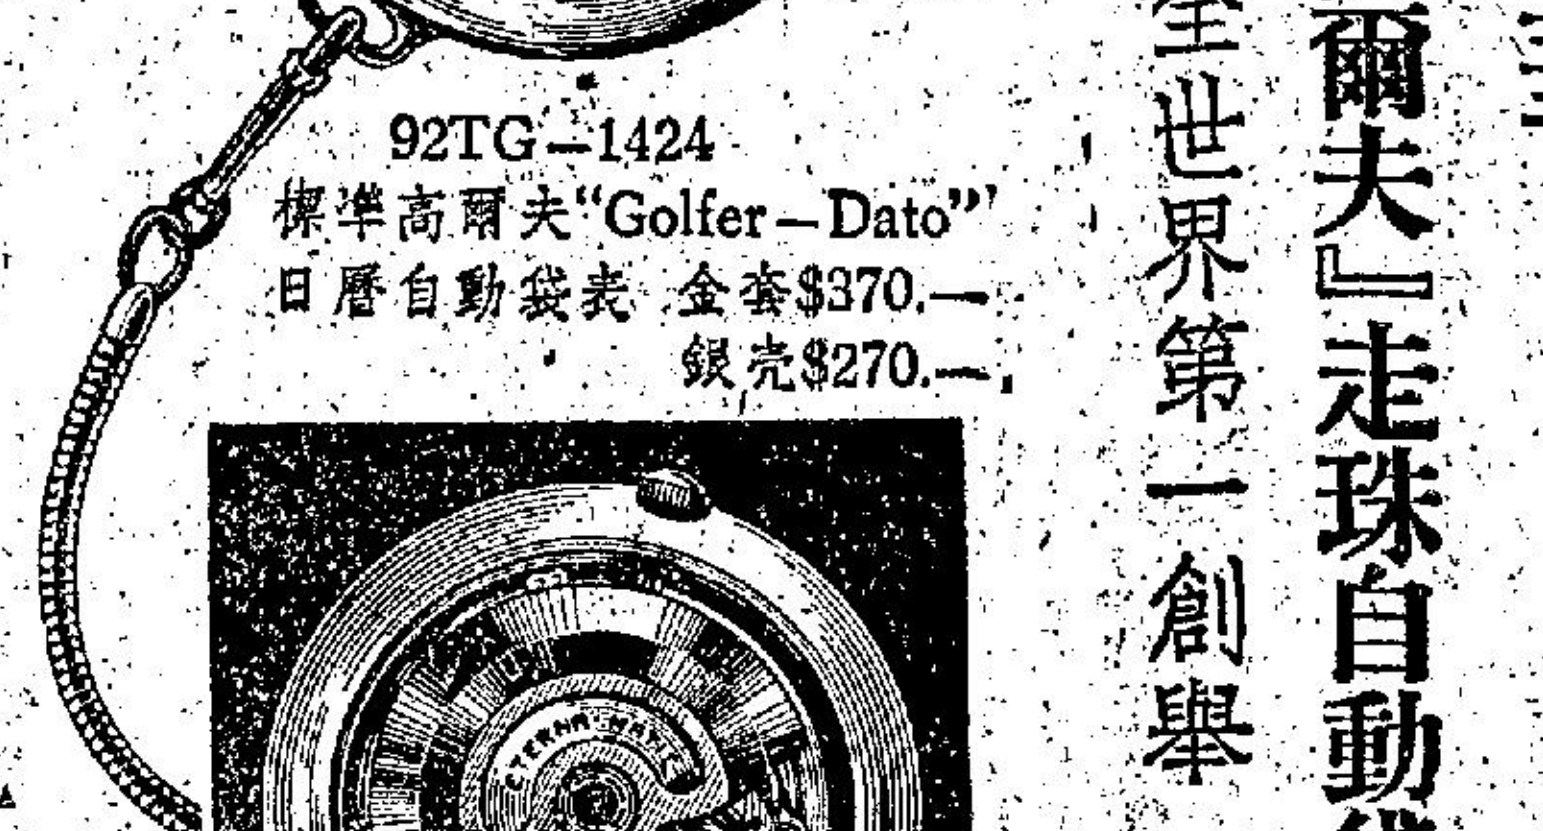 爾夫』走珠自動
全世界第一創舉
92TG—1424
標準高爾夫“Golfer—Dato”
日曆自動袋表 金套$370.—
銀壳$270.—
ETERNA·MATIC